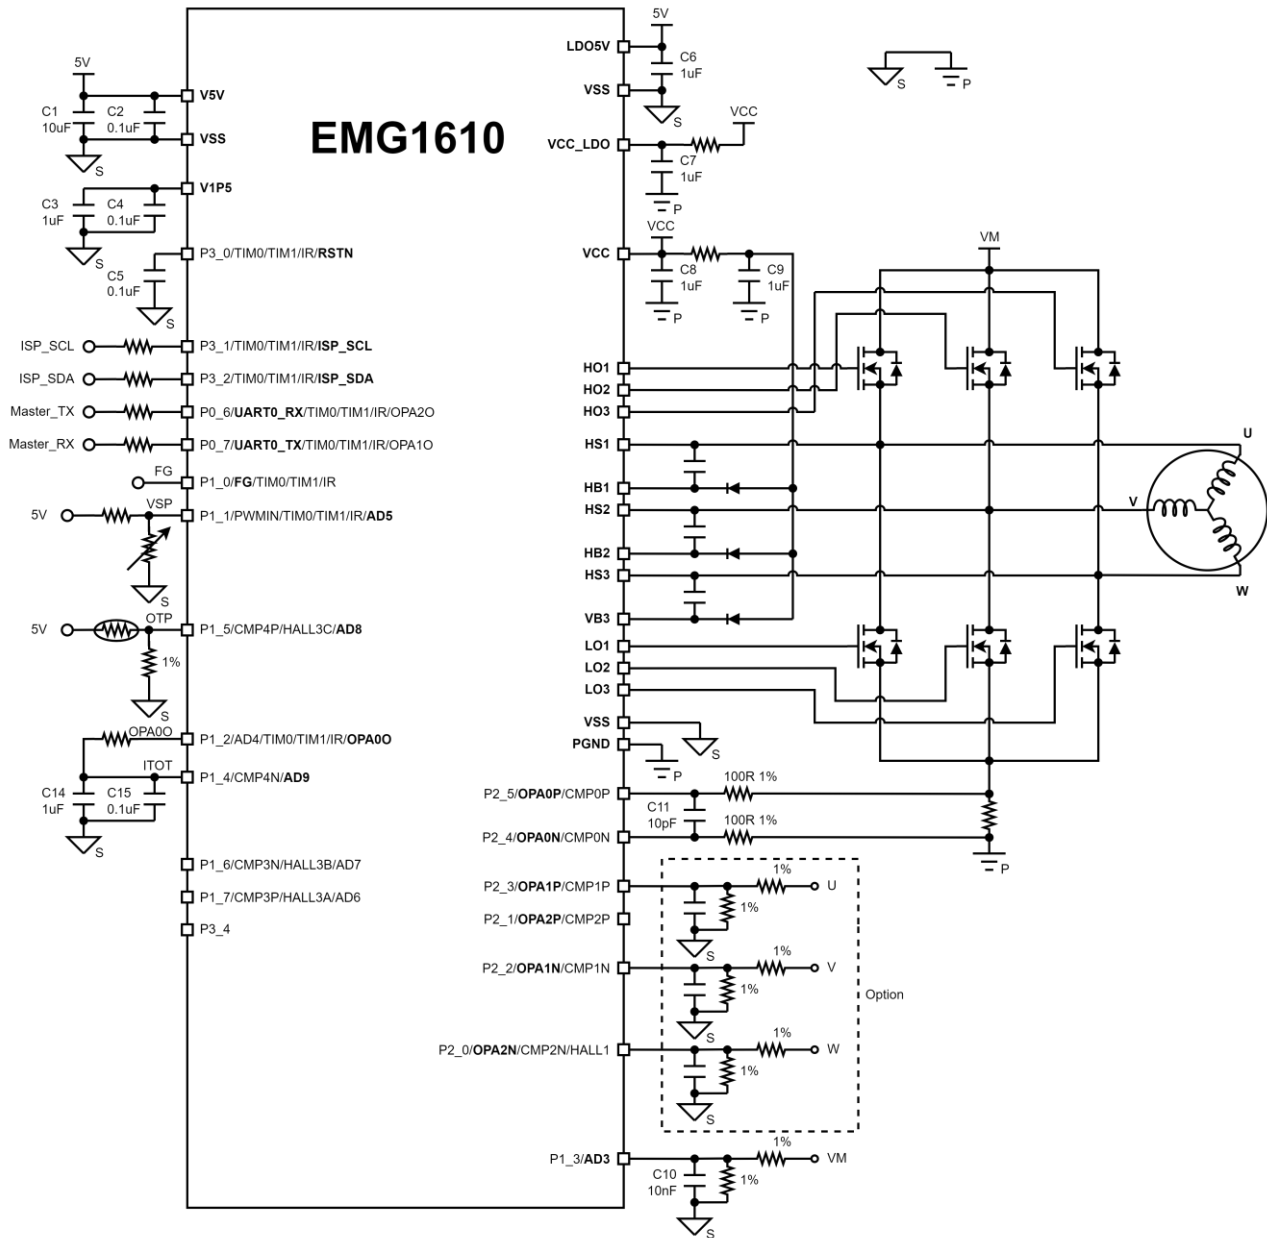 EMG1610
5V
C1
10uF
C2
0.1uF
S
V5V
VSS
V1P5
C3
1uF
C4
0.1uF
S
P3_0/TIM0/TIM1/IR/RSTN
C5
0.1uF
S
ISP_SCL
P3_1/TIM0/TIM1/IR/ISP_SCL
ISP_SDA
P3_2/TIM0/TIM1/IR/ISP_SDA
Master_TX
P0_6/UART0_RX/TIM0/TIM1/IR/OPA2O
Master_RX
P0_7/UART0_TX/TIM0/TIM1/IR/OPA1O
FG
P1_0/FG/TIM0/TIM1/IR
5V
VSP
P1_1/PWMIN/TIM0/TIM1/IR/AD5
S
5V
OTP
P1_5/CMP4P/HALL3C/AD8
1%
S
OPA0O
P1_2/AD4/TIM0/TIM1/IR/OPA0O
ITOT
P1_4/CMP4N/AD9
C14
1uF
C15
0.1uF
S
P1_6/CMP3N/HALL3B/AD7
P1_7/CMP3P/HALL3A/AD6
P3_4
5V
LDO5V
C6
1uF
VSS
S
VCC
VCC_LDO
C7
1uF
P
VCC
VCC
C8
1uF
P
C9
1uF
P
S
P
VM
HO1
HO2
HO3
HS1
HB1
HS2
HB2
HS3
VB3
LO1
LO2
LO3
VSS
S
PGND
P
U
V
W
P2_5/OPA0P/CMP0P
100R 1%
C11
10pF
P2_4/OPA0N/CMP0N
100R 1%
P
P2_3/OPA1P/CMP1P
1%
U
1%
S
P2_1/OPA2P/CMP2P
P2_2/OPA1N/CMP1N
1%
V
1%
S
Option
P2_0/OPA2N/CMP2N/HALL1
1%
W
1%
S
P1_3/AD3
1%
VM
C10
10nF
1%
S